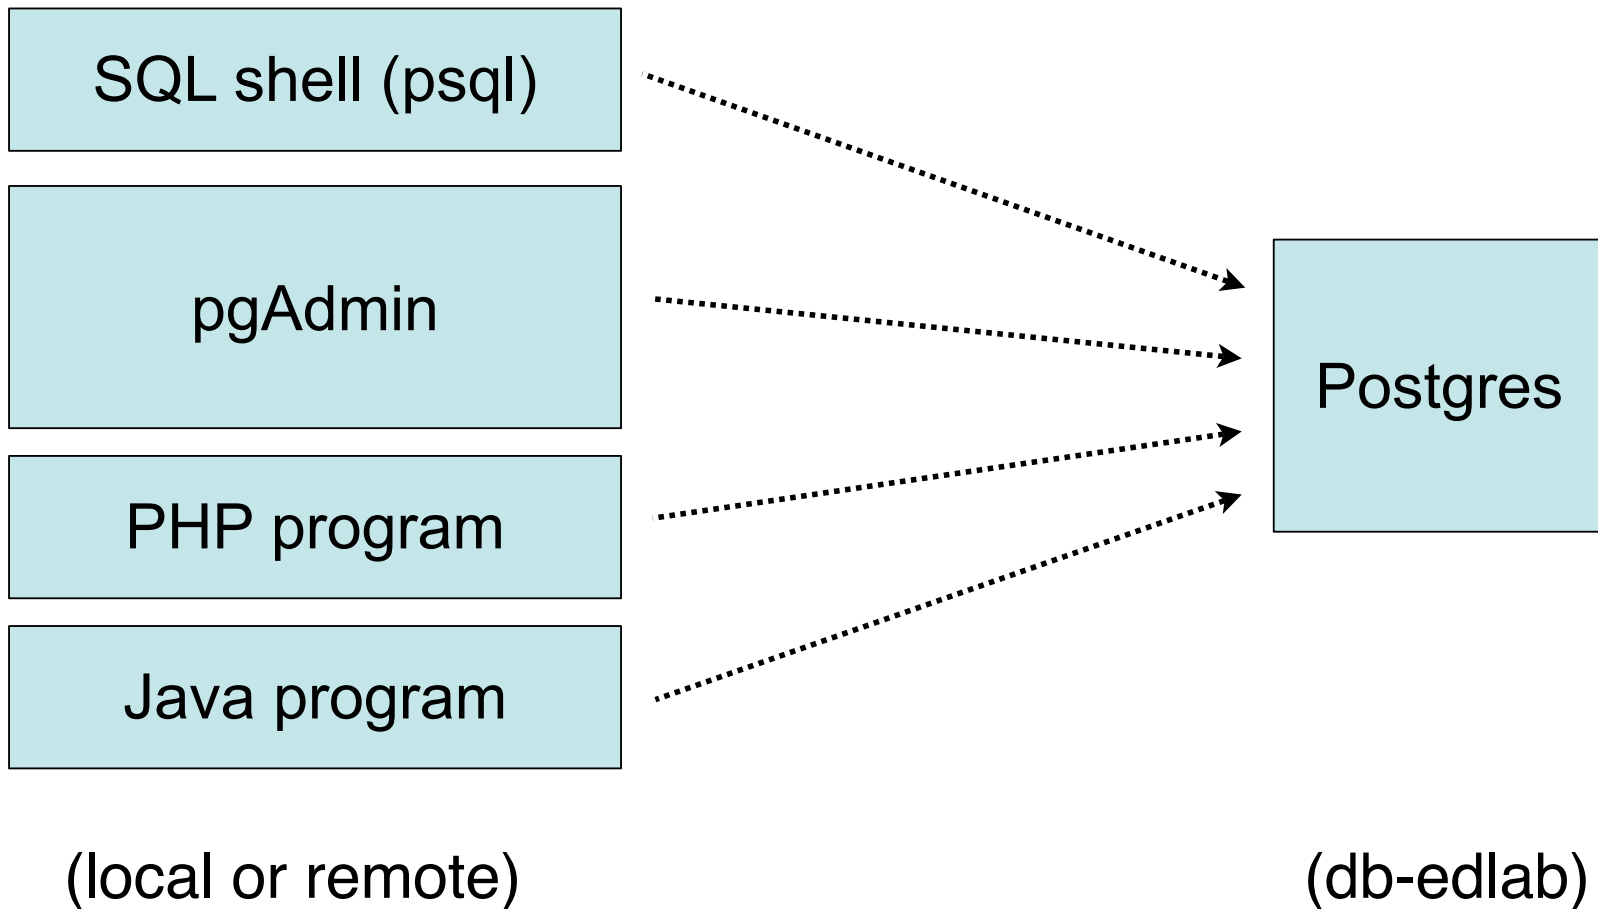 SQL shell (psql)
pgAdmin
Postgres
PHP program
Java program
(local or remote)
(db-edlab)